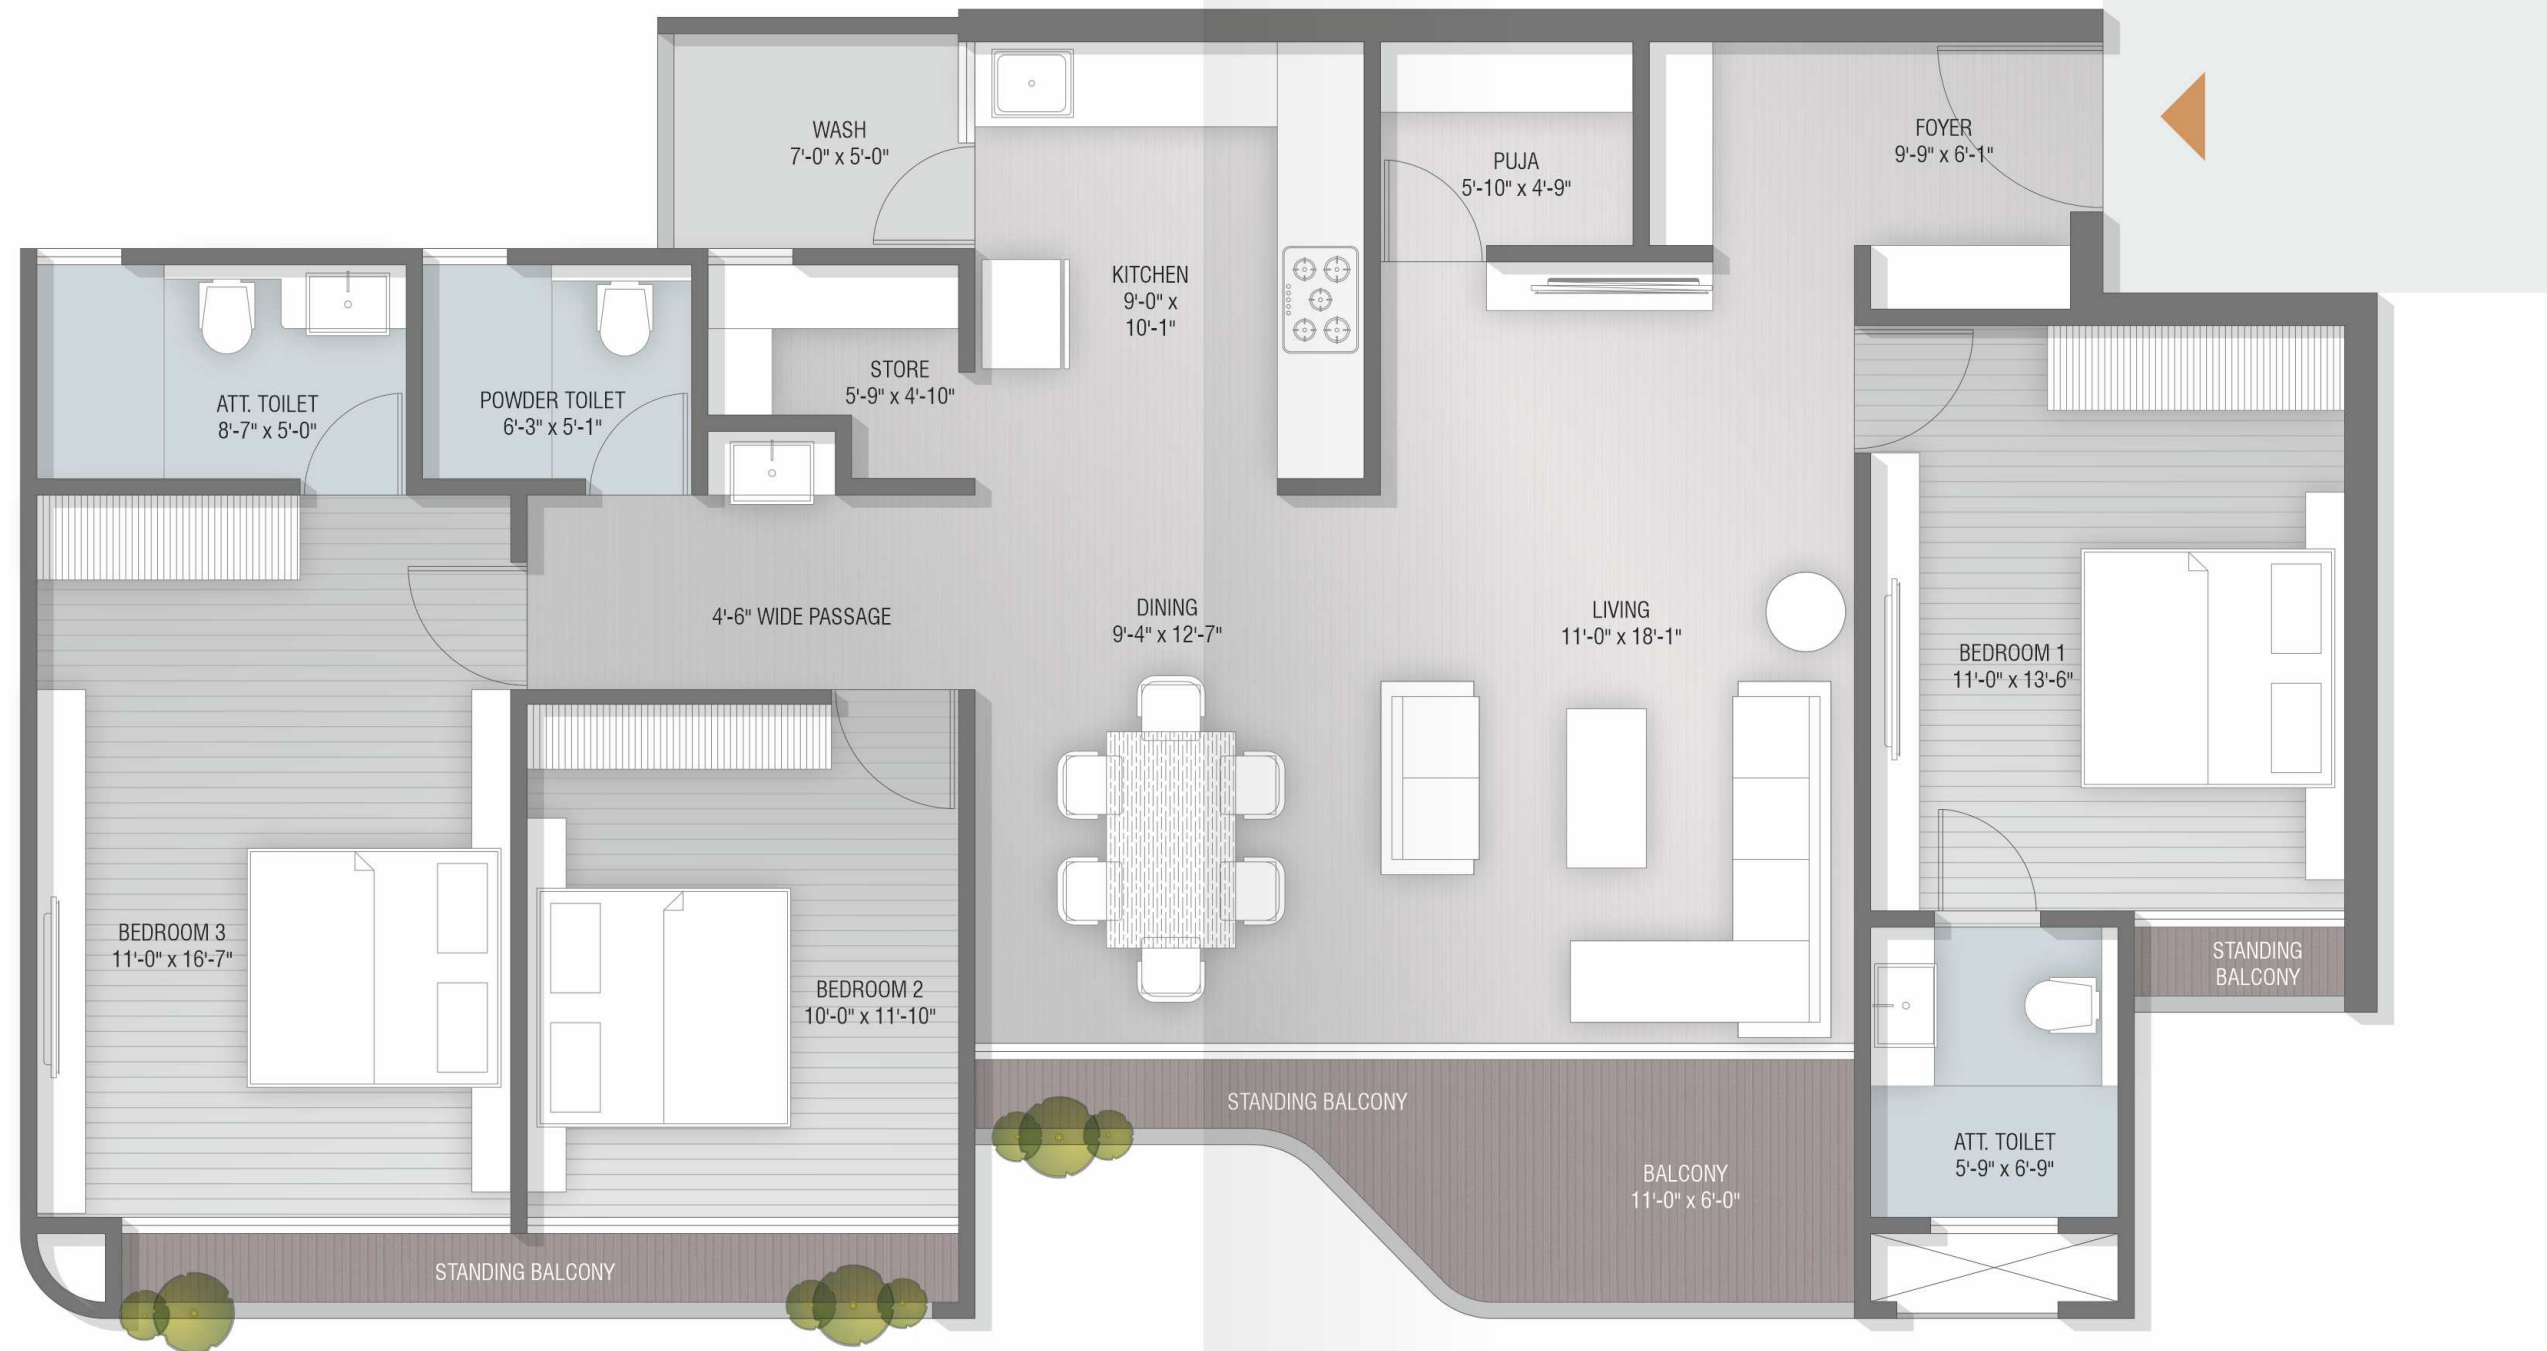 WASH
7'-0" x 5'-0"
FOYER
9'-9" x 6'-1"
PUJA
5'-10" x 4'-9"
KITCHEN
9'-0" x
10'-1"
STORE
5'-9" x 4'-10"
ATT. TOILET
8'-7" x 5'-0"
POWDER TOILET
6'-3" x 5'-1"
4'-6" WIDE PASSAGE
DINING
9'-4" x 12'-7"
LIVING
11'-0" x 18'-1"
BEDROOM 1
11'-0" x 13'-6"
BEDROOM 3
11'-0" x 16'-7"
BEDROOM 2
10'-0" x 11'-10"
STANDING
BALCONY
STANDING BALCONY
BALCONY
11'-0" x 6'-0"
ATT. TOILET
5'-9" x 6'-9"
STANDING BALCONY